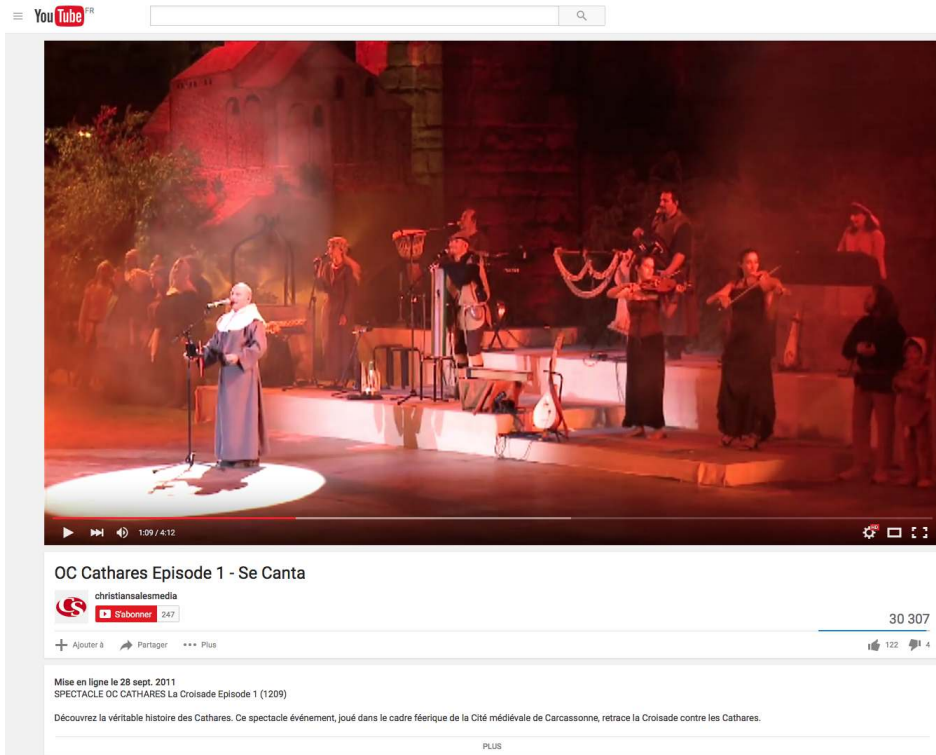 YouTube FR
1:09 / 4:12
HD
OC Cathares Episode 1 - Se Canta
CS
christiansalesmedia
S'abonner 247
30 307
Ajouter à Partager Plus
122 4
Mise en ligne le 28 sept. 2011
SPECTACLE OC CATHARES La Croisade Episode 1 (1209)
Découvrez la véritable histoire des Cathares. Ce spectacle événement, joué dans le cadre féerique de la Cité médiévale de Carcassonne, retrace la Croisade contre les Cathares.
PLUS